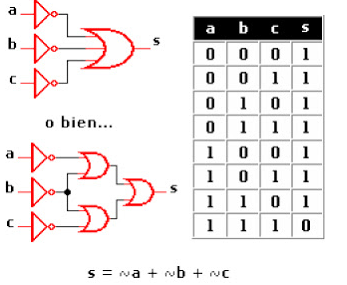 a
b
c
s
o bien...
a
b
c
s
a b c s
0 0 0 1
0 0 1 1
0 1 0 1
0 1 1 1
1 0 0 1
1 0 1 1
1 1 0 1
1 1 1 0
s = ~a + ~b + ~c